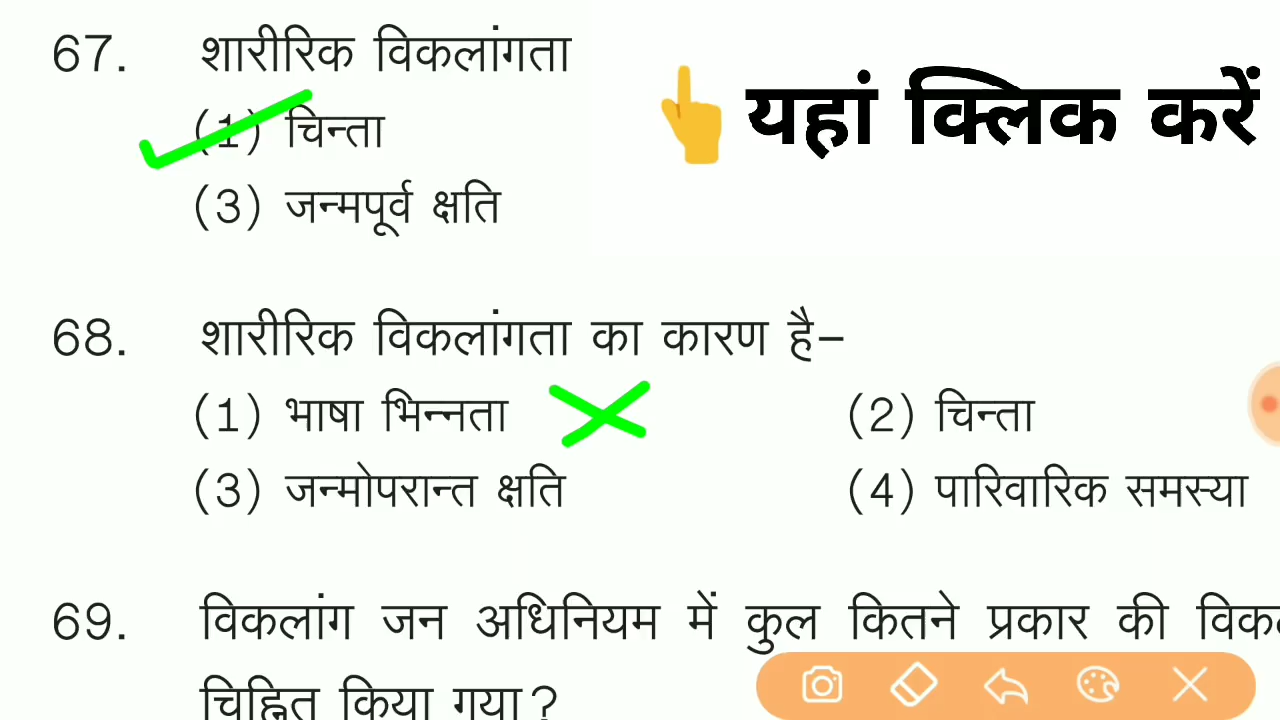 67. शारीरिक विकलांगता
(1) चिन्ता
(3) जन्मपूर्व क्षति
यहां क्लिक करें
68. शारीरिक विकलांगता का कारण है–
(1) भाषा भिन्नता (2) चिन्ता
(3) जन्मोपरान्त क्षति (4) पारिवारिक समस्या
69. विकलांग जन अधिनियम में कुल कितने प्रकार की
चिह्नित किया गया?